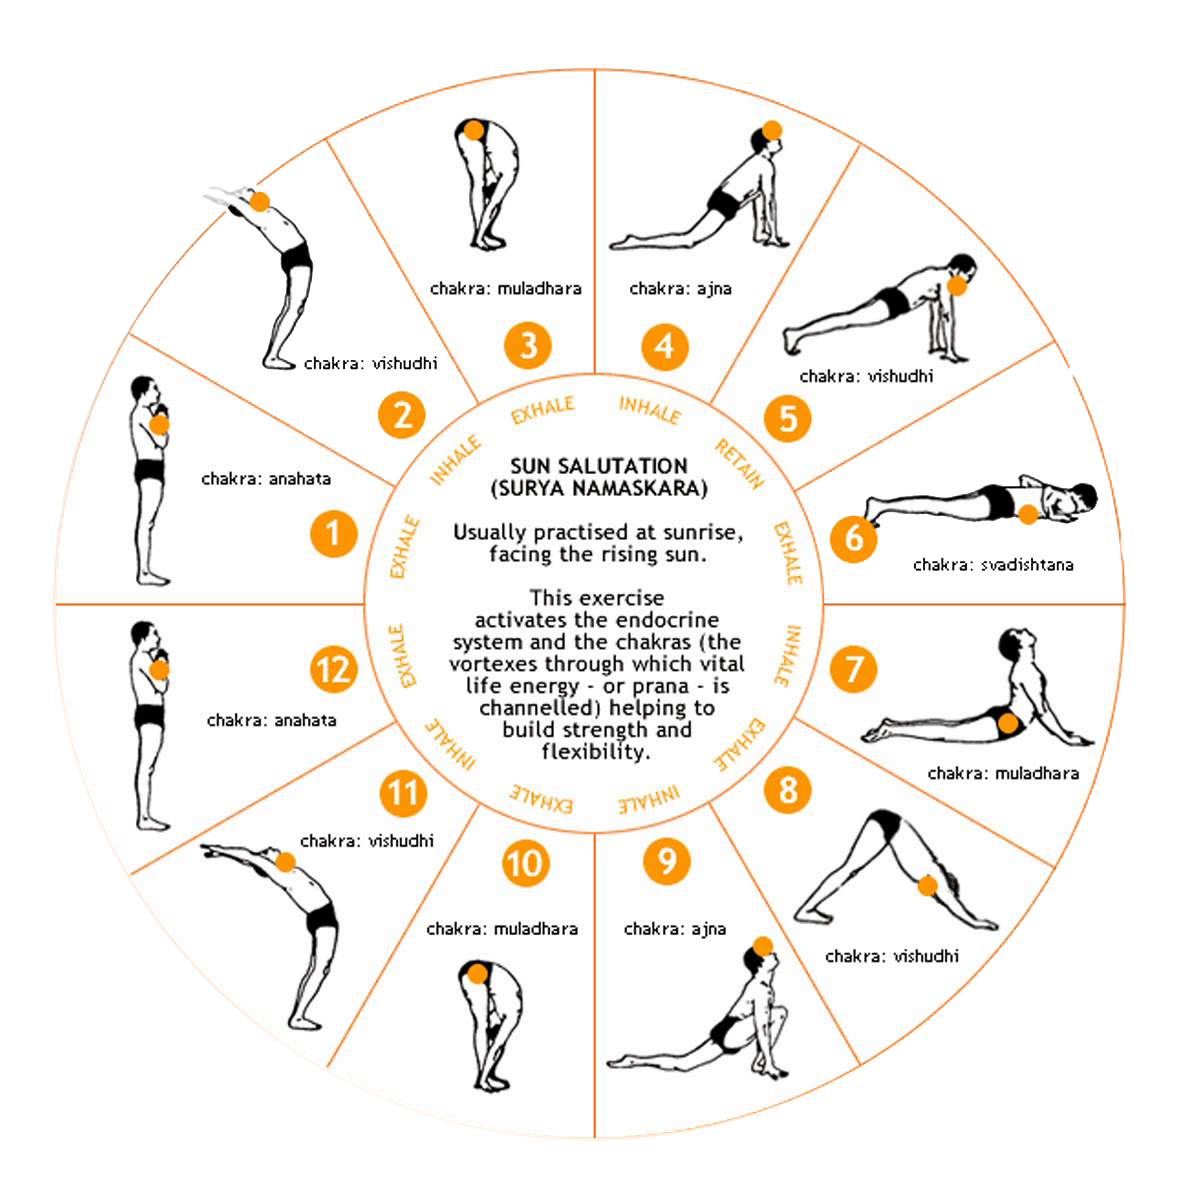 SUN SALUTATION
(SURYA NAMASKARA)
Usually practised at sunrise,
facing the rising sun.
This exercise
activates the endocrine
system and the chakras (the
vortexes through which vital
life energy - or prana - is
channelled) helping to
build strength and
flexibility.
1
chakra: anahata
EXHALE
2
chakra: vishudhi
INHALE
3
chakra: muladhara
EXHALE
4
chakra: ajna
INHALE
5
chakra: vishudhi
RETAIN
6
chakra: svadishtana
EXHALE
7
chakra: muladhara
INHALE
8
chakra: vishudhi
EXHALE
9
chakra: ajna
INHALE
10
chakra: muladhara
EXHALE
11
chakra: vishudhi
INHALE
12
chakra: anahata
EXHALE